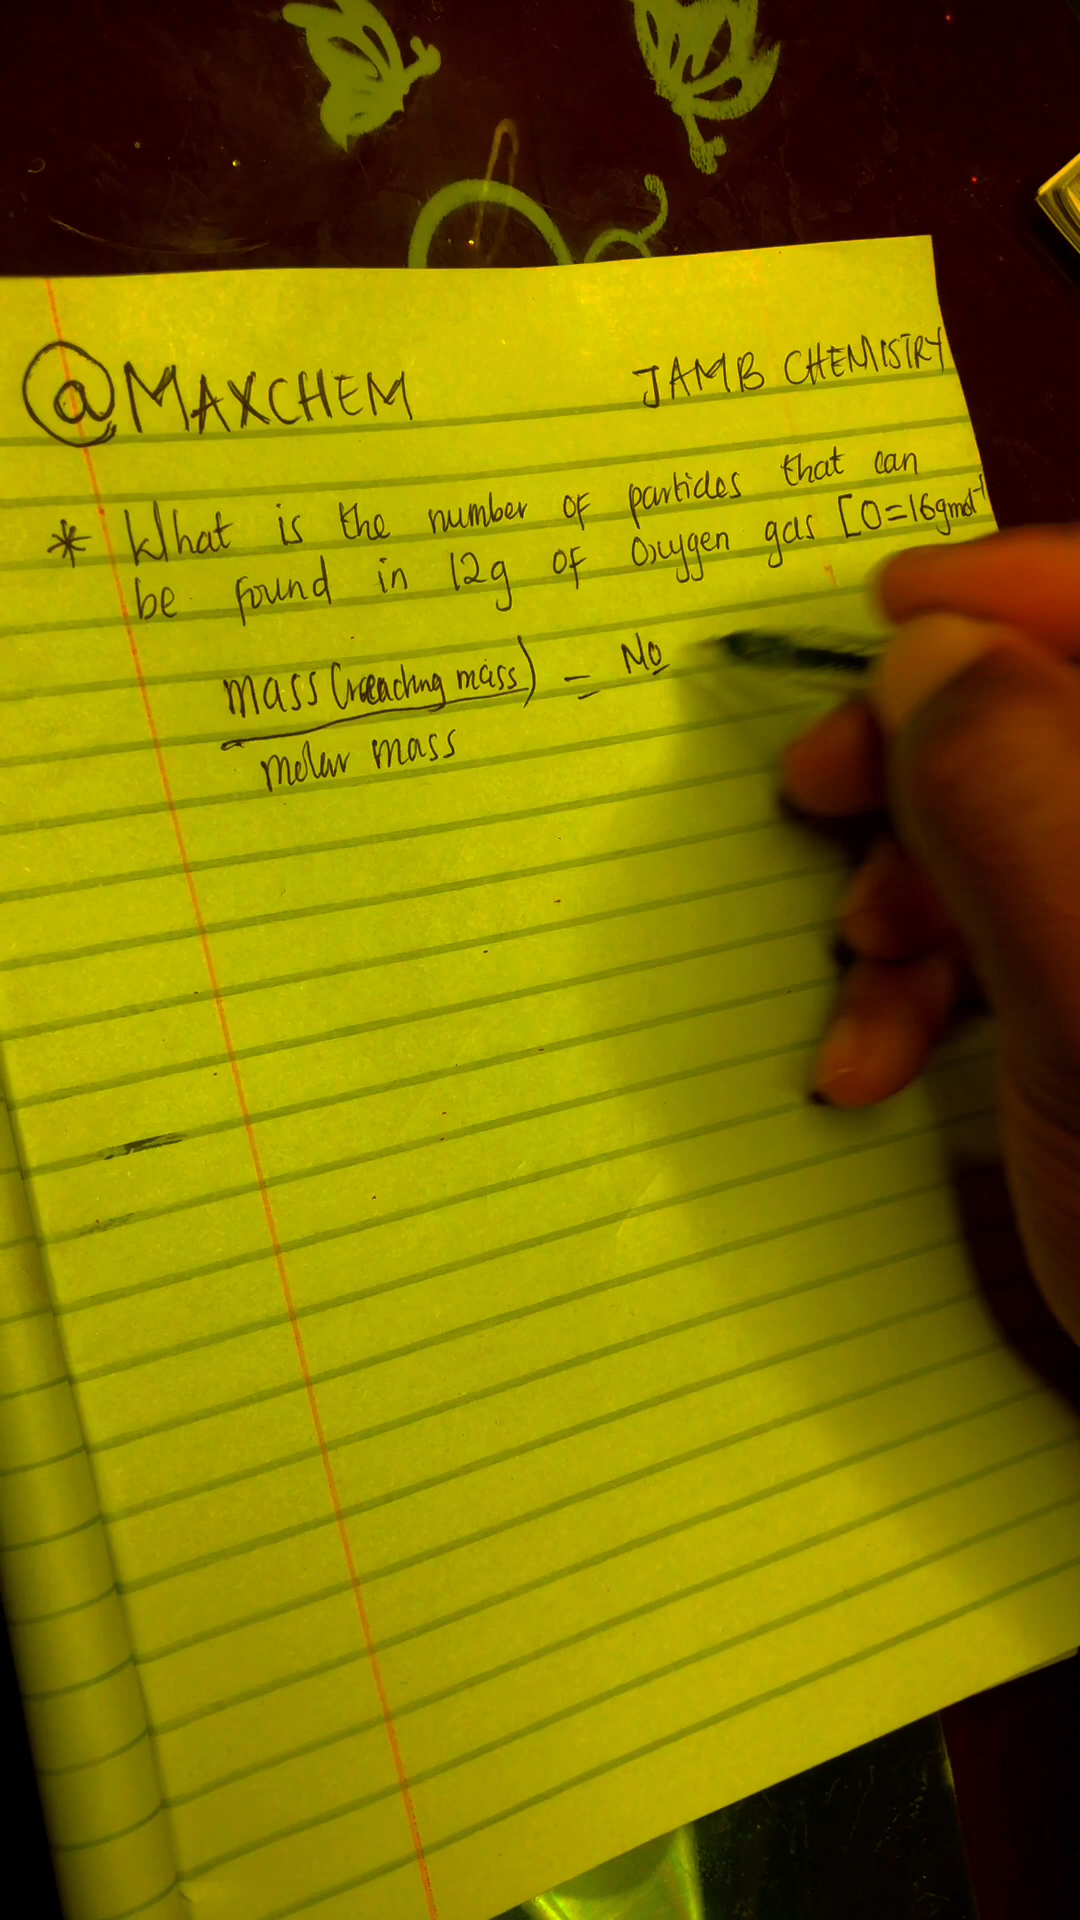 @MAXCHEM JAMB CHEMISTRY
* What is the number of particles that can
be found in 12g of Oxygen gas [O=16gmol⁻¹
mass (reaching mass) = No
molar mass